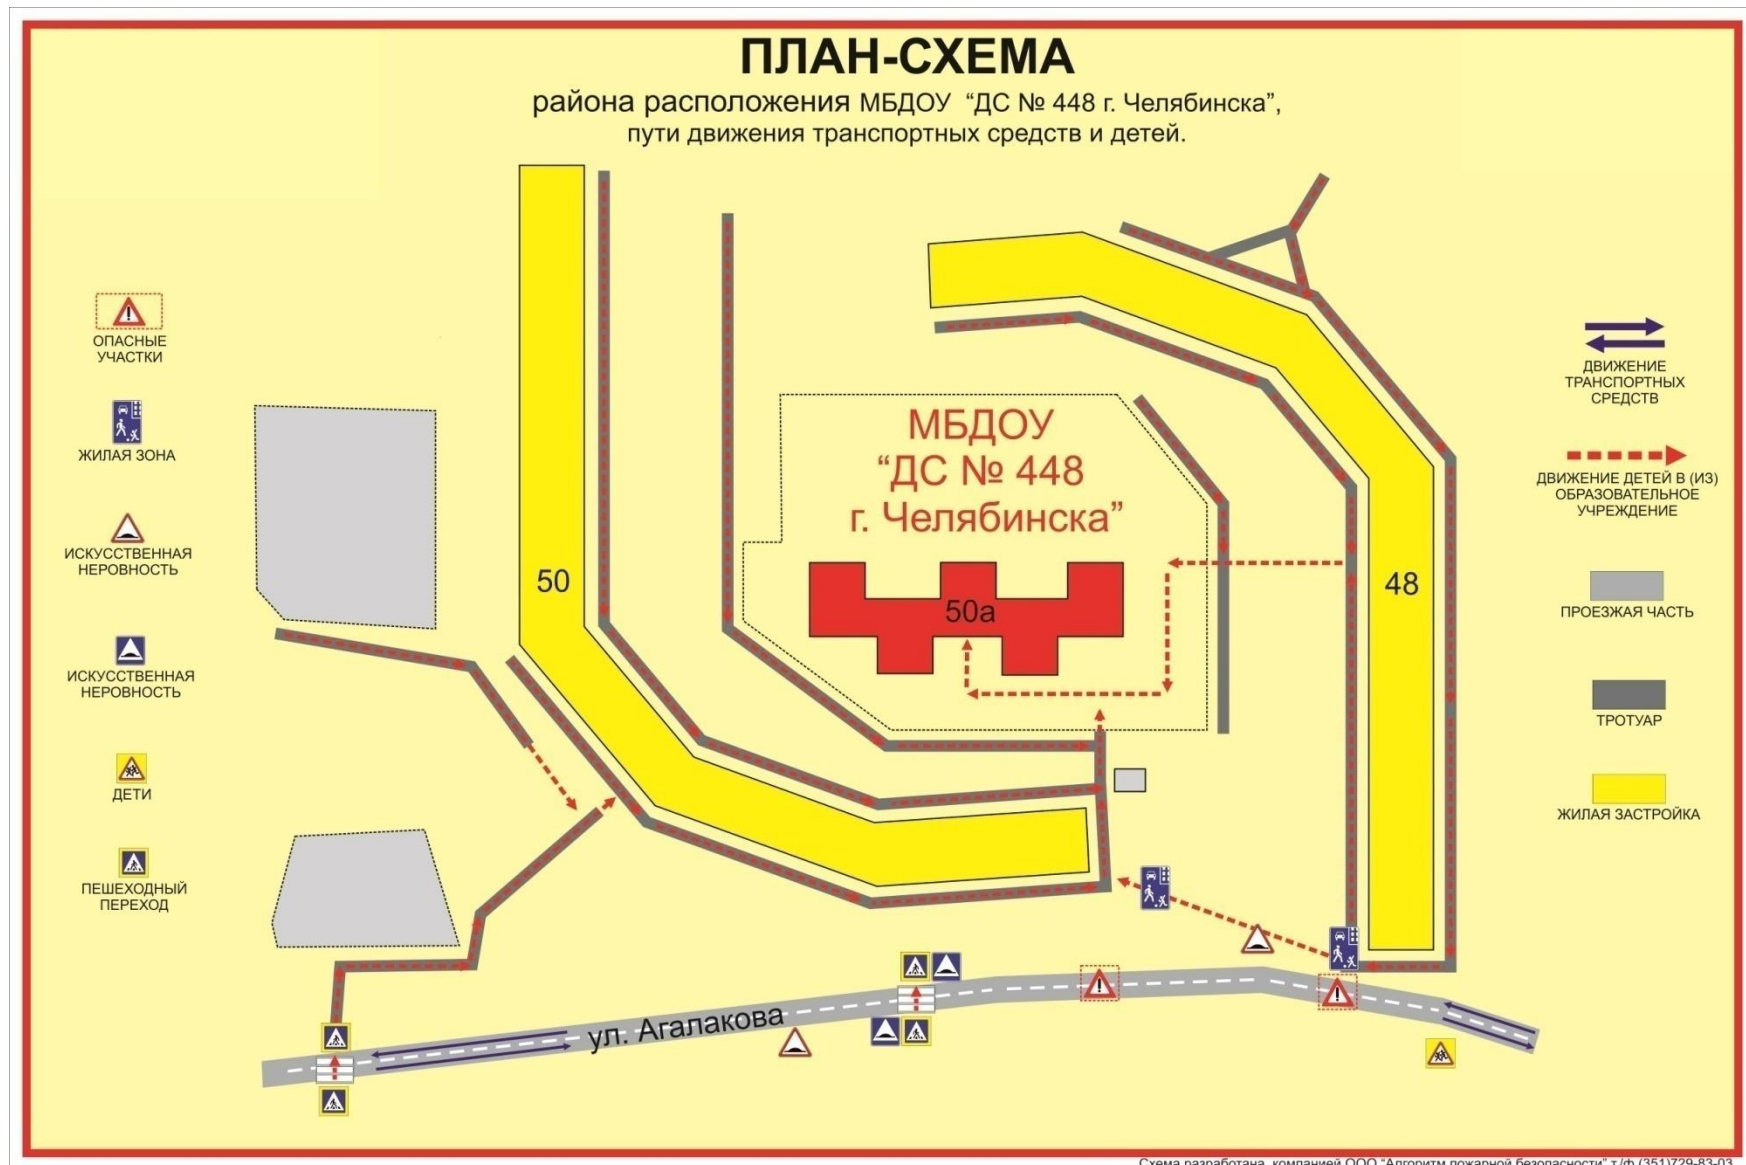 ПЛАН-СХЕМА
района расположения МБДОУ “ДС № 448 г. Челябинска”,
пути движения транспортных средств и детей.
ОПАСНЫЕ
УЧАСТКИ
ЖИЛАЯ ЗОНА
ИСКУССТВЕННАЯ
НЕРОВНОСТЬ
ИСКУССТВЕННАЯ
НЕРОВНОСТЬ
ДЕТИ
ПЕШЕХОДНЫЙ
ПЕРЕХОД
МБДОУ
“ДС № 448
г. Челябинска”
50
50а
48
ул. Агалакова
ДВИЖЕНИЕ
ТРАНСПОРТНЫХ
СРЕДСТВ
ДВИЖЕНИЕ ДЕТЕЙ В (ИЗ)
ОБРАЗОВАТЕЛЬНОЕ
УЧРЕЖДЕНИЕ
ПРОЕЗЖАЯ ЧАСТЬ
ТРОТУАР
ЖИЛАЯ ЗАСТРОЙКА
Схема разработана компанией ООО “Алгоритм пожарной безопасности” т./ф.(351)729-83-03